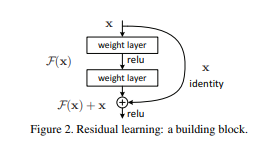 x
weight layer
F(x)
relu
weight layer
x
identity
F(x) + x
relu
Figure 2. Residual learning: a building block.